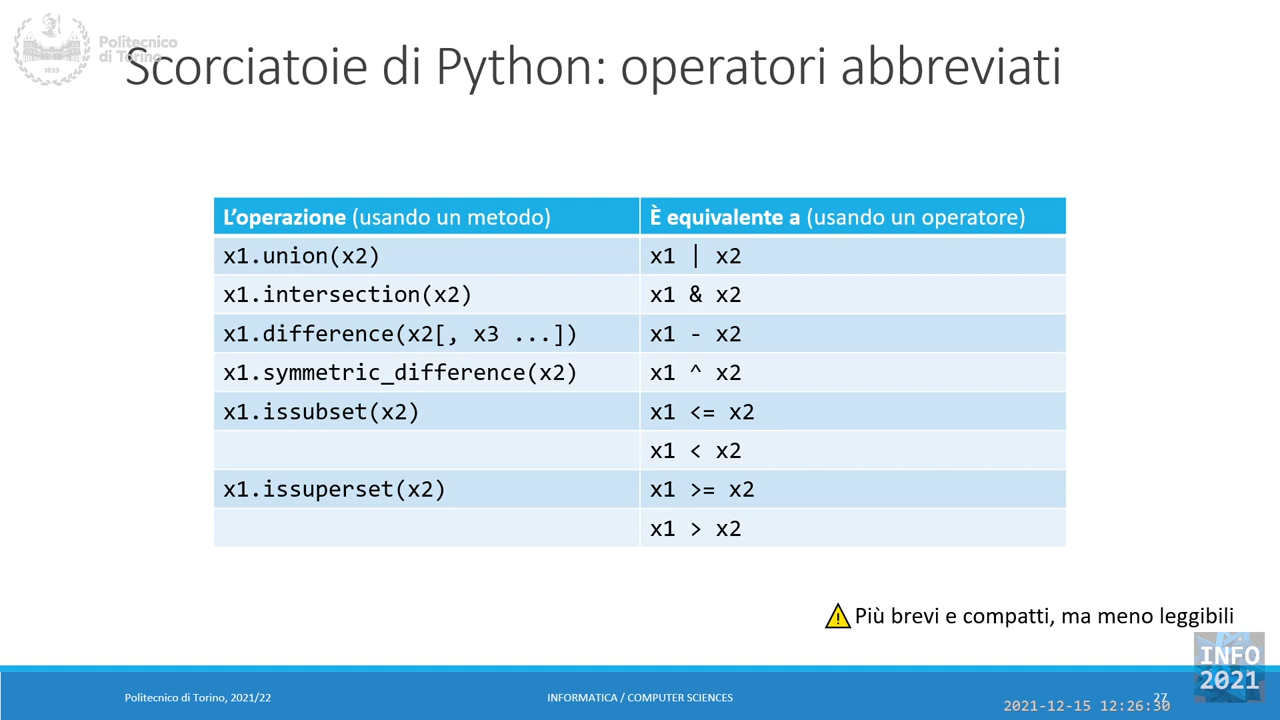 Politecnico
di Torino
1859
Scorciatoie di Python: operatori abbreviati
L'operazione (usando un metodo) È equivalente a (usando un operatore)
x1.union(x2) x1 | x2
x1.intersection(x2) x1 & x2
x1.difference(x2[, x3 ...]) x1 - x2
x1.symmetric_difference(x2) x1 ^ x2
x1.issubset(x2) x1 <= x2
x1 < x2
x1.issuperset(x2) x1 >= x2
x1 > x2
Più brevi e compatti, ma meno leggibili
INFO
2021
Politecnico di Torino, 2021/22 INFORMATICA / COMPUTER SCIENCES 27
2021-12-15 12:26:30